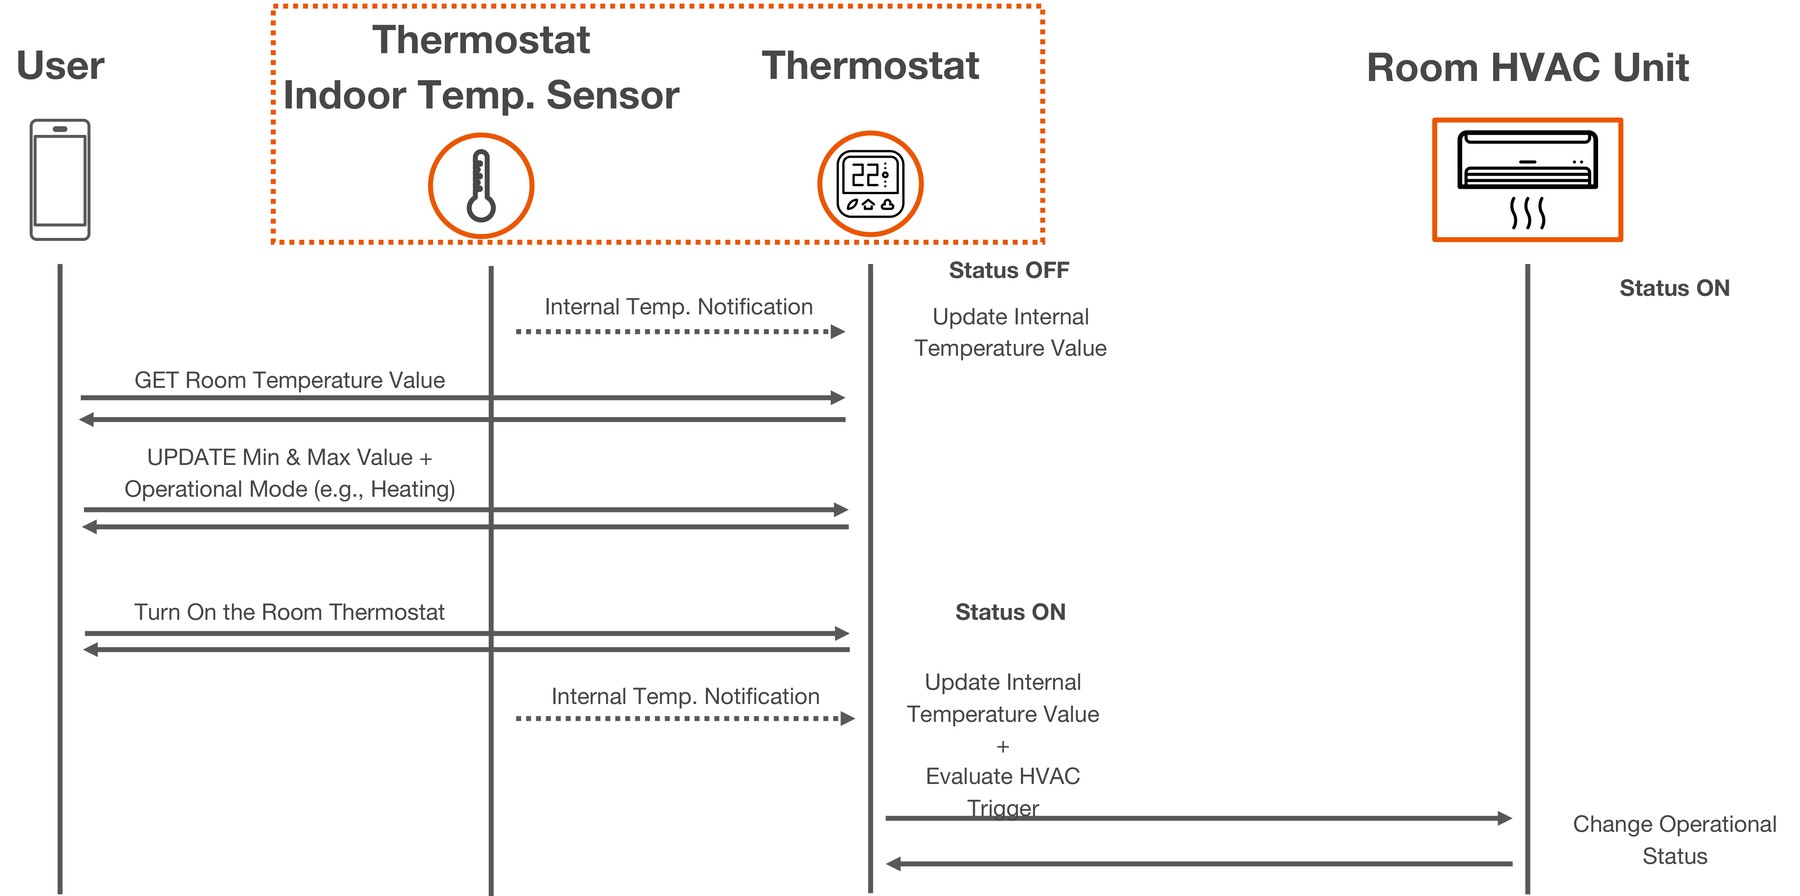 User
Thermostat
Indoor Temp. Sensor
Thermostat
Room HVAC Unit
22
Status OFF
Status ON
Internal Temp. Notification
Update Internal
Temperature Value
GET Room Temperature Value
UPDATE Min & Max Value +
Operational Mode (e.g., Heating)
Turn On the Room Thermostat
Status ON
Internal Temp. Notification
Update Internal
Temperature Value
+
Evaluate HVAC
Trigger
Change Operational
Status